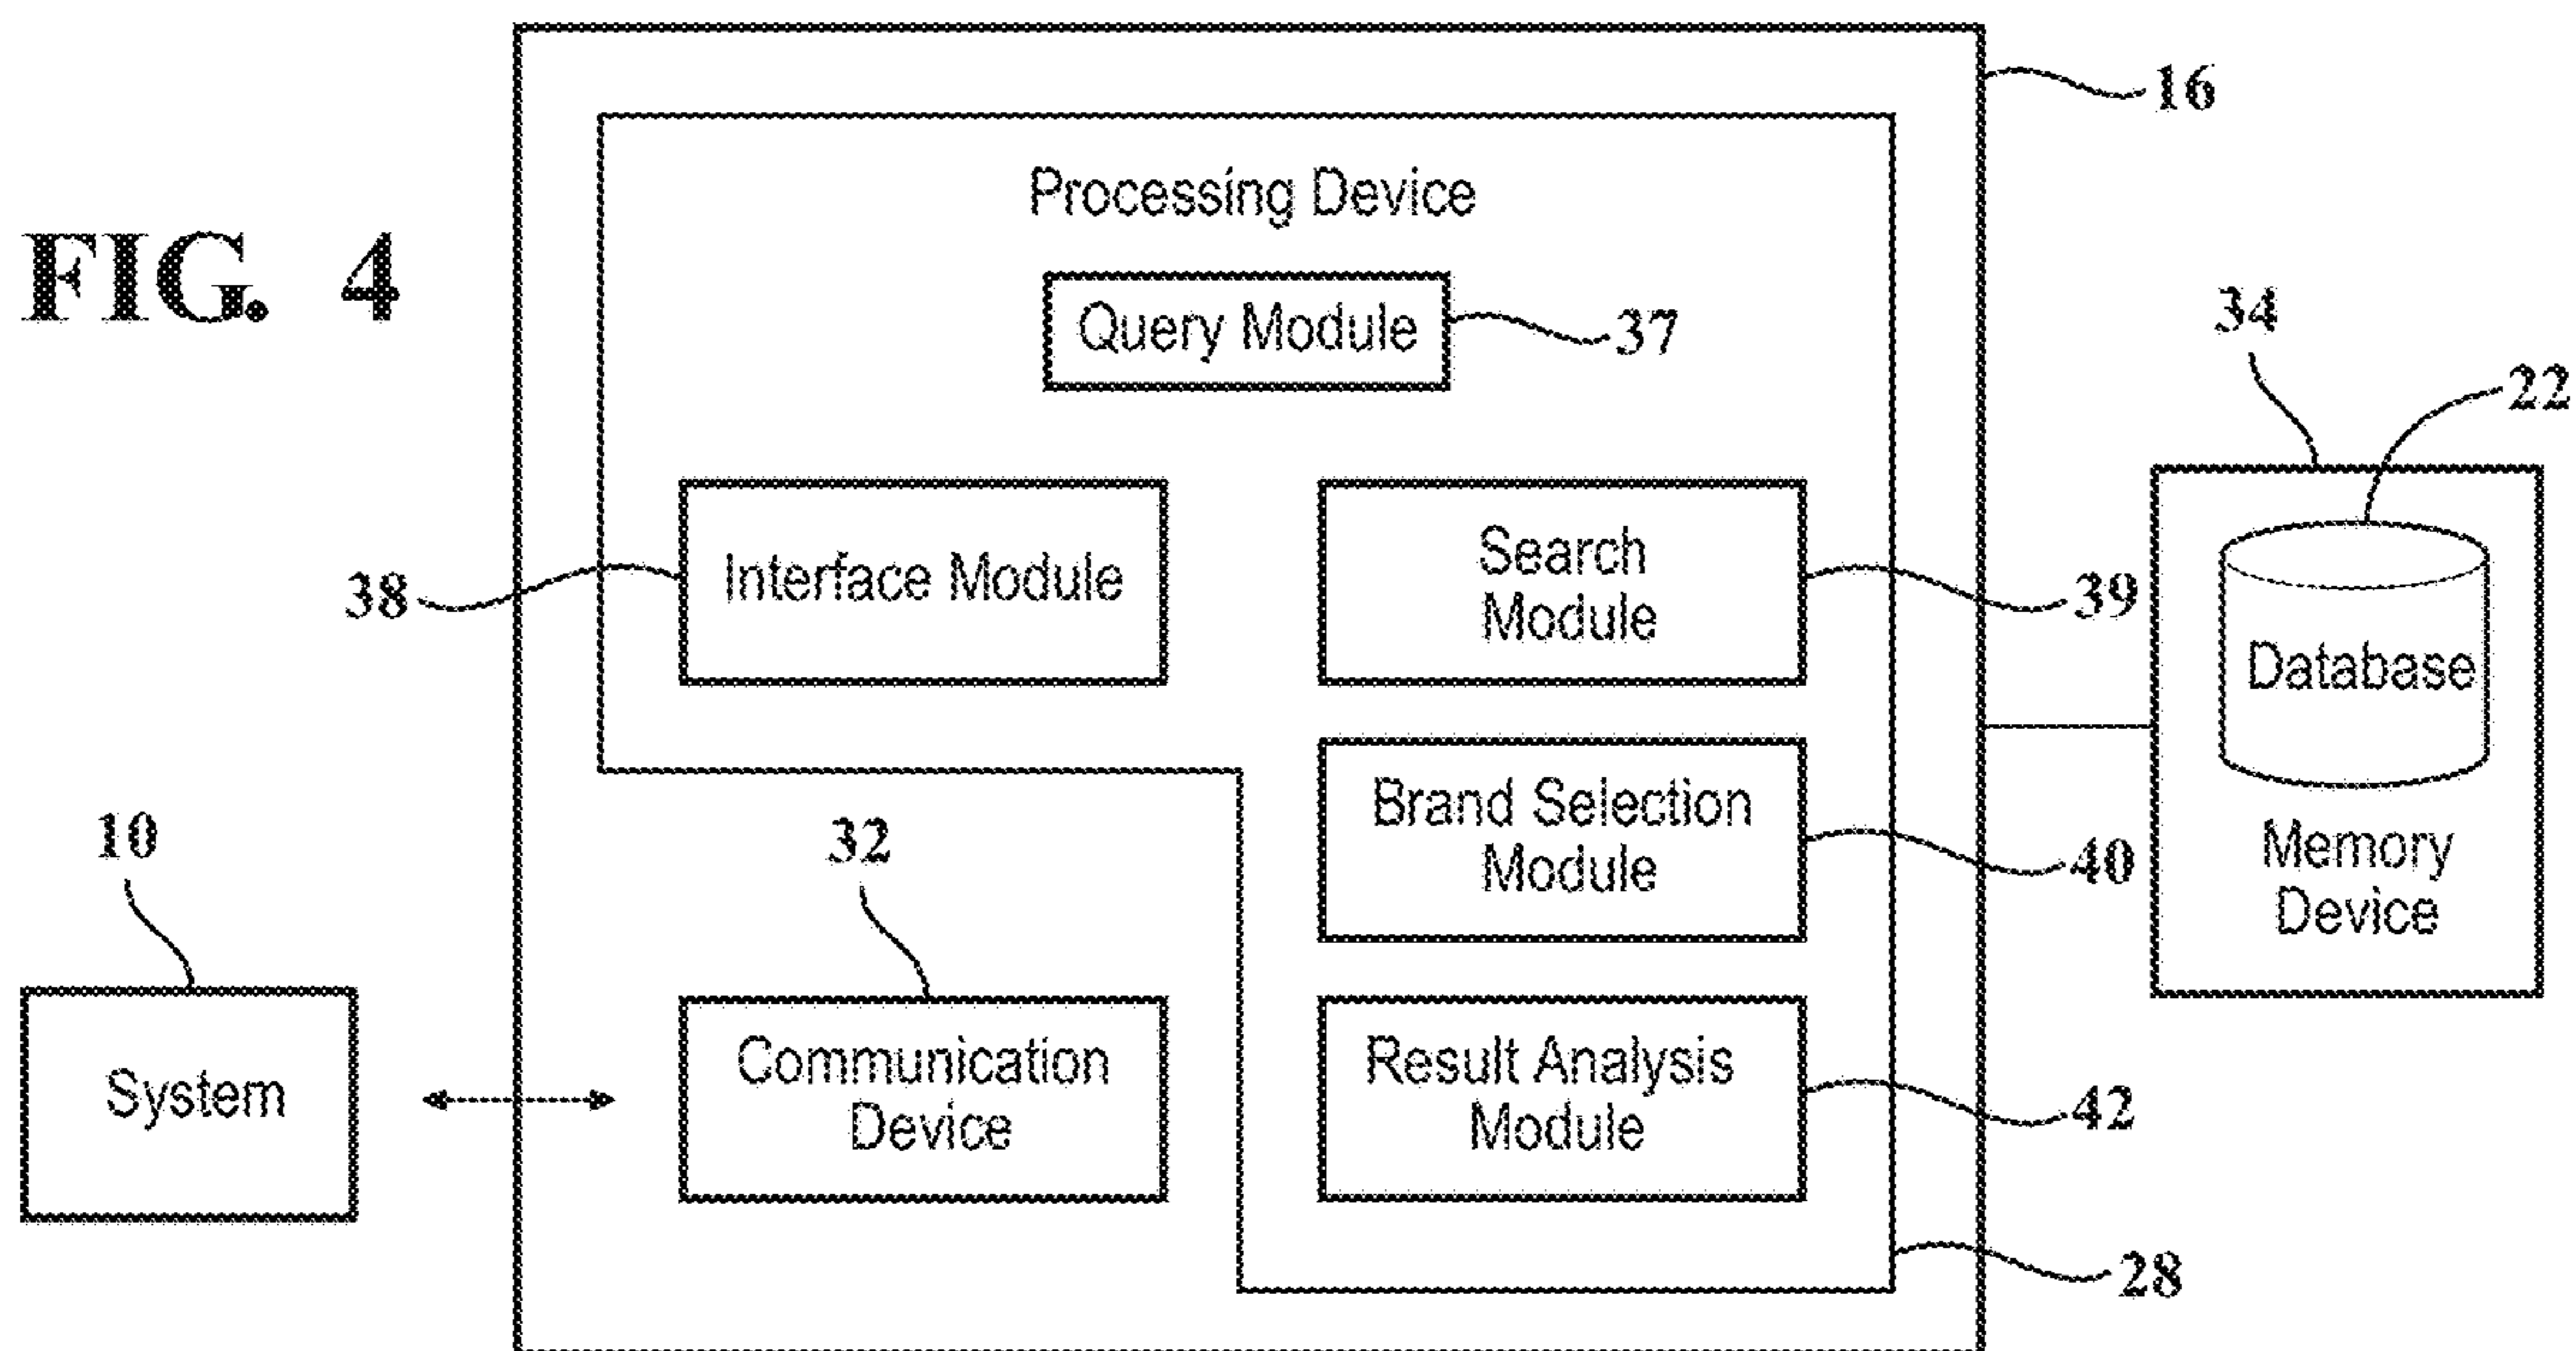 FIG. 4
16
Processing Device
Query Module
37
34
22
38
Interface Module
Search
Module
39
Database
Memory
Device
Brand Selection
Module
40
10
32
System
Communication
Device
Result Analysis
Module
42
28